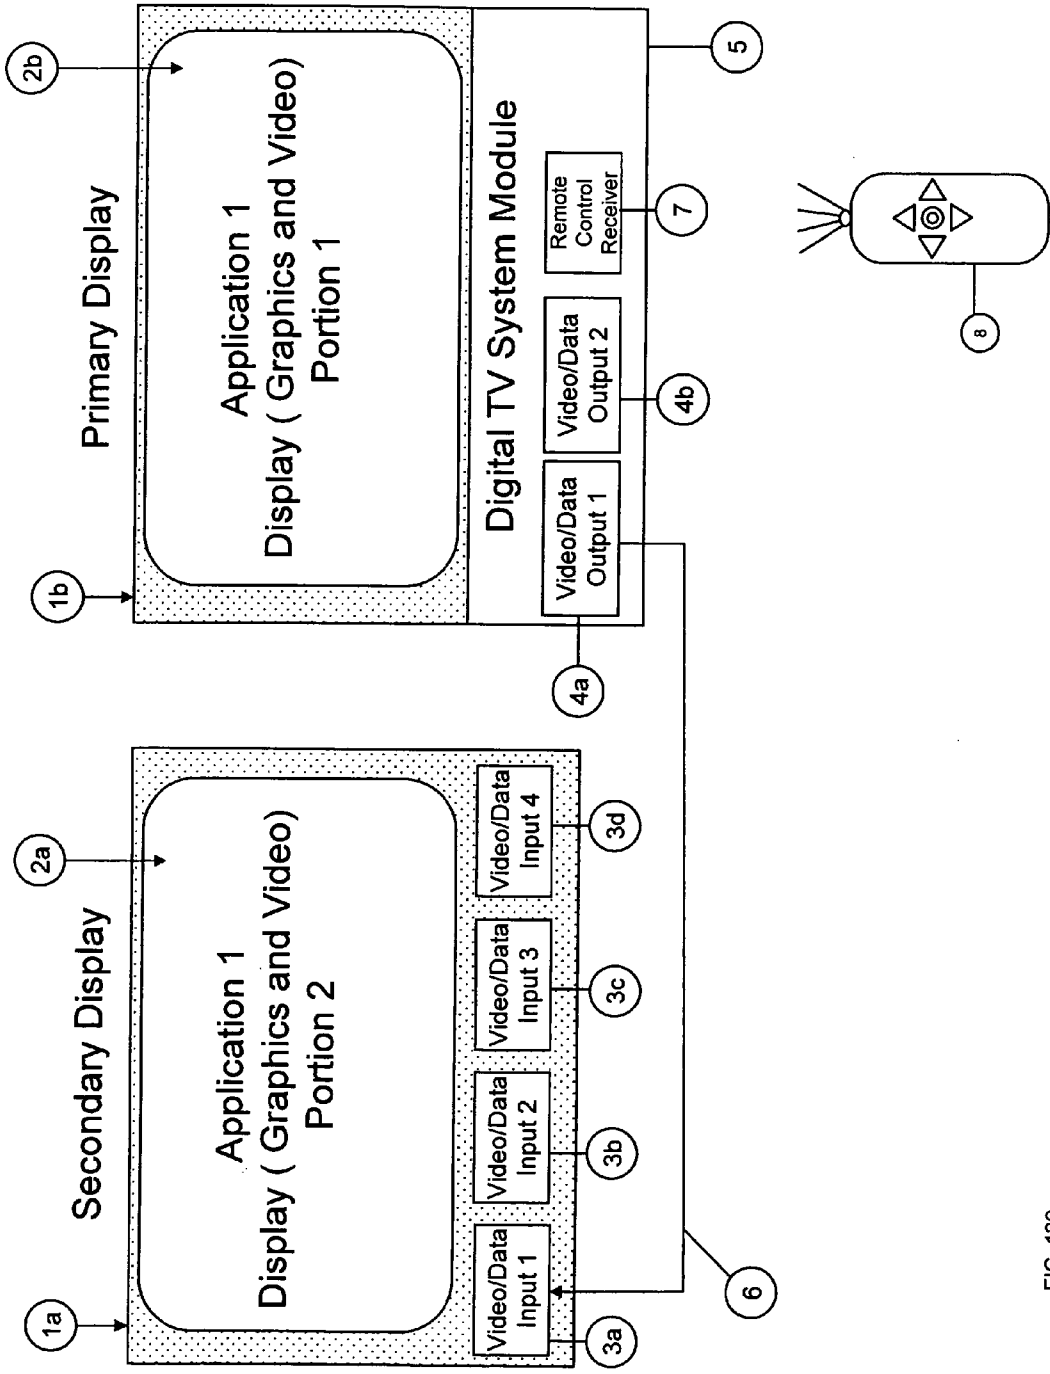 1a
Secondary Display
2a
Application 1
Display ( Graphics and Video)
Portion 2
Video/Data
Input 1
Video/Data
Input 2
Video/Data
Input 3
Video/Data
Input 4
3a
3b
3c
3d
1b
Primary Display
2b
Application 1
Display ( Graphics and Video)
Portion 1
Digital TV System Module
Video/Data
Output 1
Video/Data
Output 2
Remote
Control
Receiver
4a
4b
7
5
6
8
FIG.